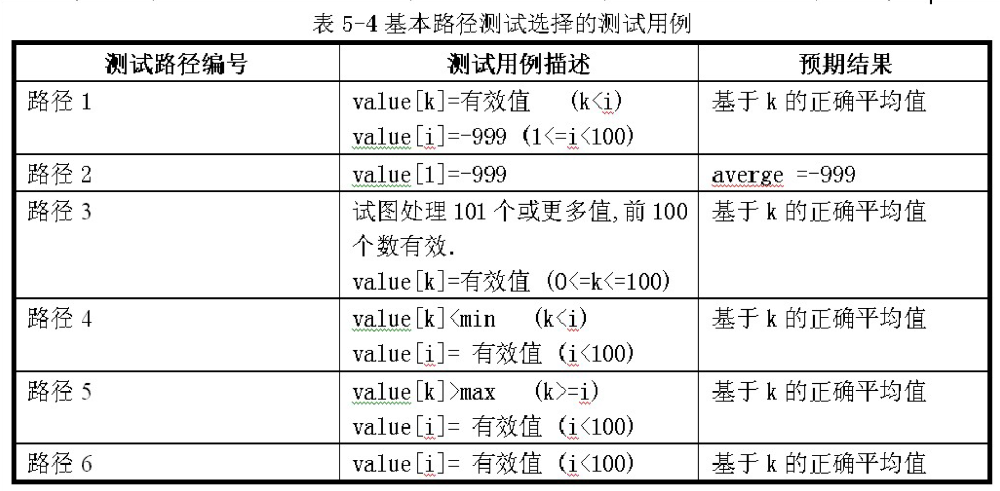 表 5-4 基本路径测试选择的测试用例
测试路径编号 测试用例描述 预期结果
路径 1 value[k]=有效值 (k<i) 基于 k 的正确平均值
value[i]=-999 (1<=i<100)
路径 2 value[1]=-999 averge =-999
路径 3 试图处理 101 个或更多值,前 100 基于 k 的正确平均值
个数有效.
value[k]=有效值 (0<=k<=100)
路径 4 value[k]<min (k<i) 基于 k 的正确平均值
value[i]= 有效值 (i<100)
路径 5 value[k]>max (k>=i) 基于 k 的正确平均值
value[i]= 有效值 (i<100)
路径 6 value[i]= 有效值 (i<100) 基于 k 的正确平均值